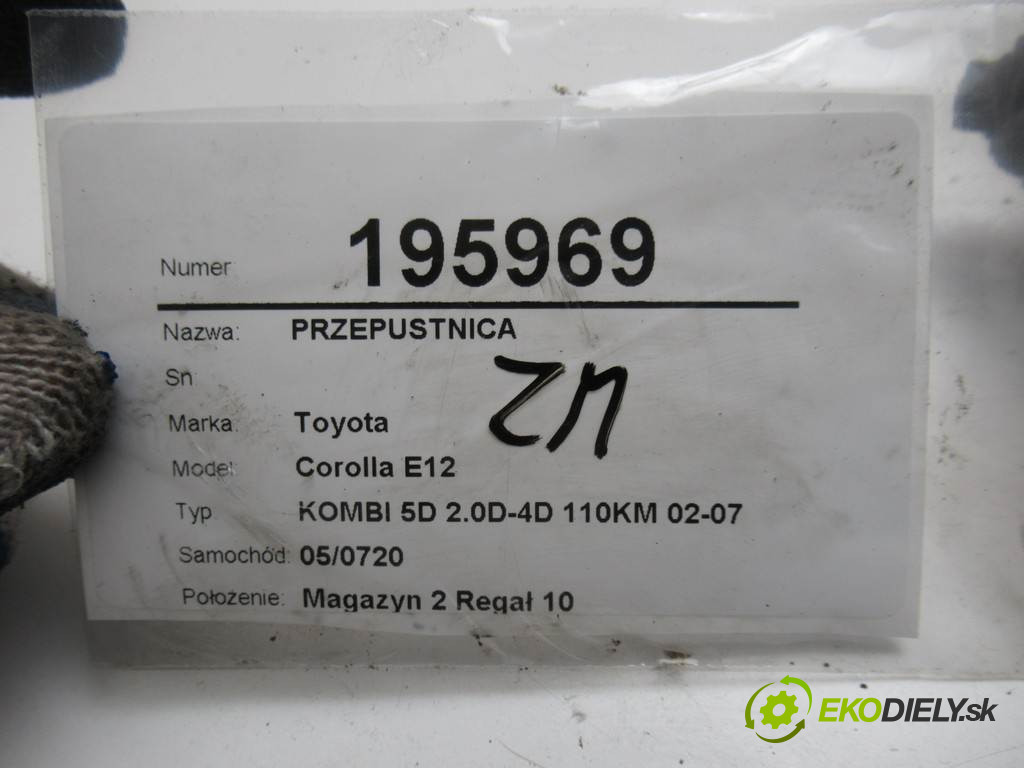 Numer 195969
Nazwa: PRZEPUSTNICA
Sn
ZM
Marka: Toyota
Model: Corolla E12
Typ KOMBI 5D 2.0D-4D 110KM 02-07
Samochód: 05/0720
Położenie: Magazyn 2 Regał 10
EKODIELY.sk